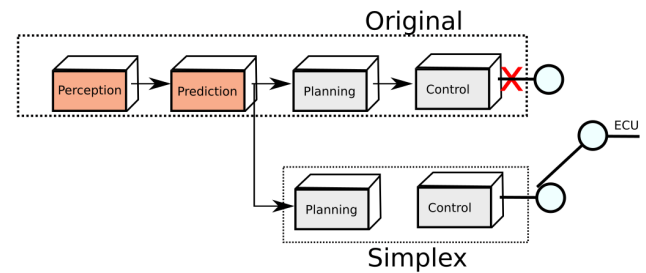 Original
Perception
Prediction
Planning
Control
ECU
Planning
Control
Simplex